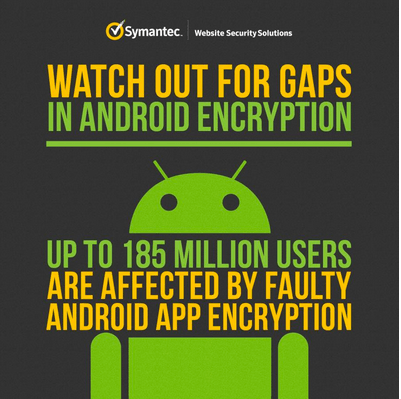 Symantec. Website Security Solutions
WATCH OUT FOR GAPS
IN ANDROID ENCRYPTION
UP TO 185 MILLION USERS
ARE AFFECTED BY FAULTY
ANDROID APP ENCRYPTION